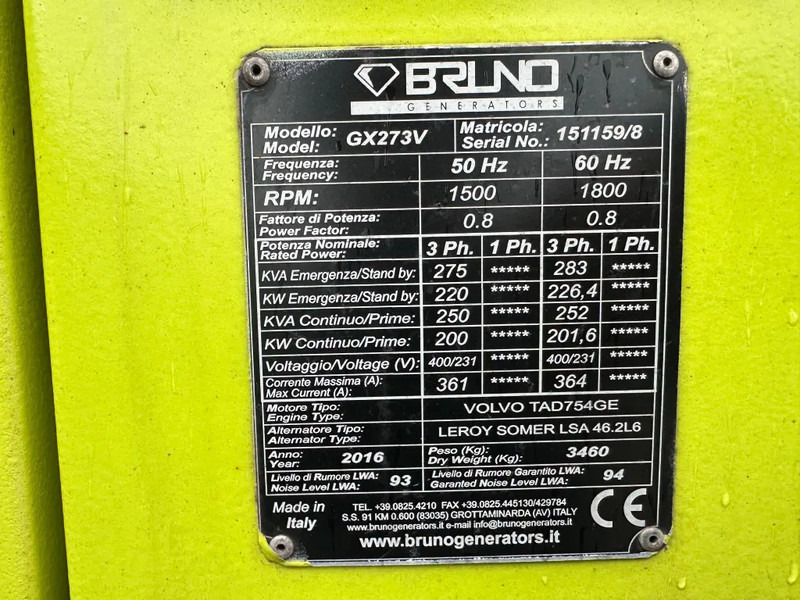 BRUNO
GENERATORS
Modello: GX273V Matricola: 151159/8
Model: Serial No.:
Frequenza: 50 Hz 60 Hz
Frequency:
RPM: 1500 1800
Fattore di Potenza: 0.8 0.8
Power Factor:
Potenza Nominale: 3 Ph. 1 Ph. 3 Ph. 1 Ph.
Rated Power:
KVA Emergenza/Stand by: 275 ***** 283 *****
KW Emergenza/Stand by: 220 ***** 226,4 *****
KVA Continuo/Prime: 250 ***** 252 *****
KW Continuo/Prime: 200 ***** 201,6 *****
Voltaggio/Voltage (V): 400/231 ***** 400/231 *****
Corrente Massima (A): 361 ***** 364 *****
Max Current (A):
Motore Tipo: VOLVO TAD754GE
Engine Type:
Alternatore Tipo: LEROY SOMER LSA 46.2L6
Alternator Type:
Anno: 2016 Peso (Kg): 3460
Year: Dry Weight (Kg):
Livello di Rumore LWA: 93 Livello di Rumore Garantito LWA: 94
Noise Level LWA: Garanted Noise Level LWA:
Made in Italy
TEL. +39.0825.4210 FAX +39.0825.445130/429784
S.S. 91 KM 0.600 (83035) GROTTAMINARDA (AV) ITALY
www.brunogenerators.it e-mail info@brunogenerators.it
www.brunogenerators.it
CE